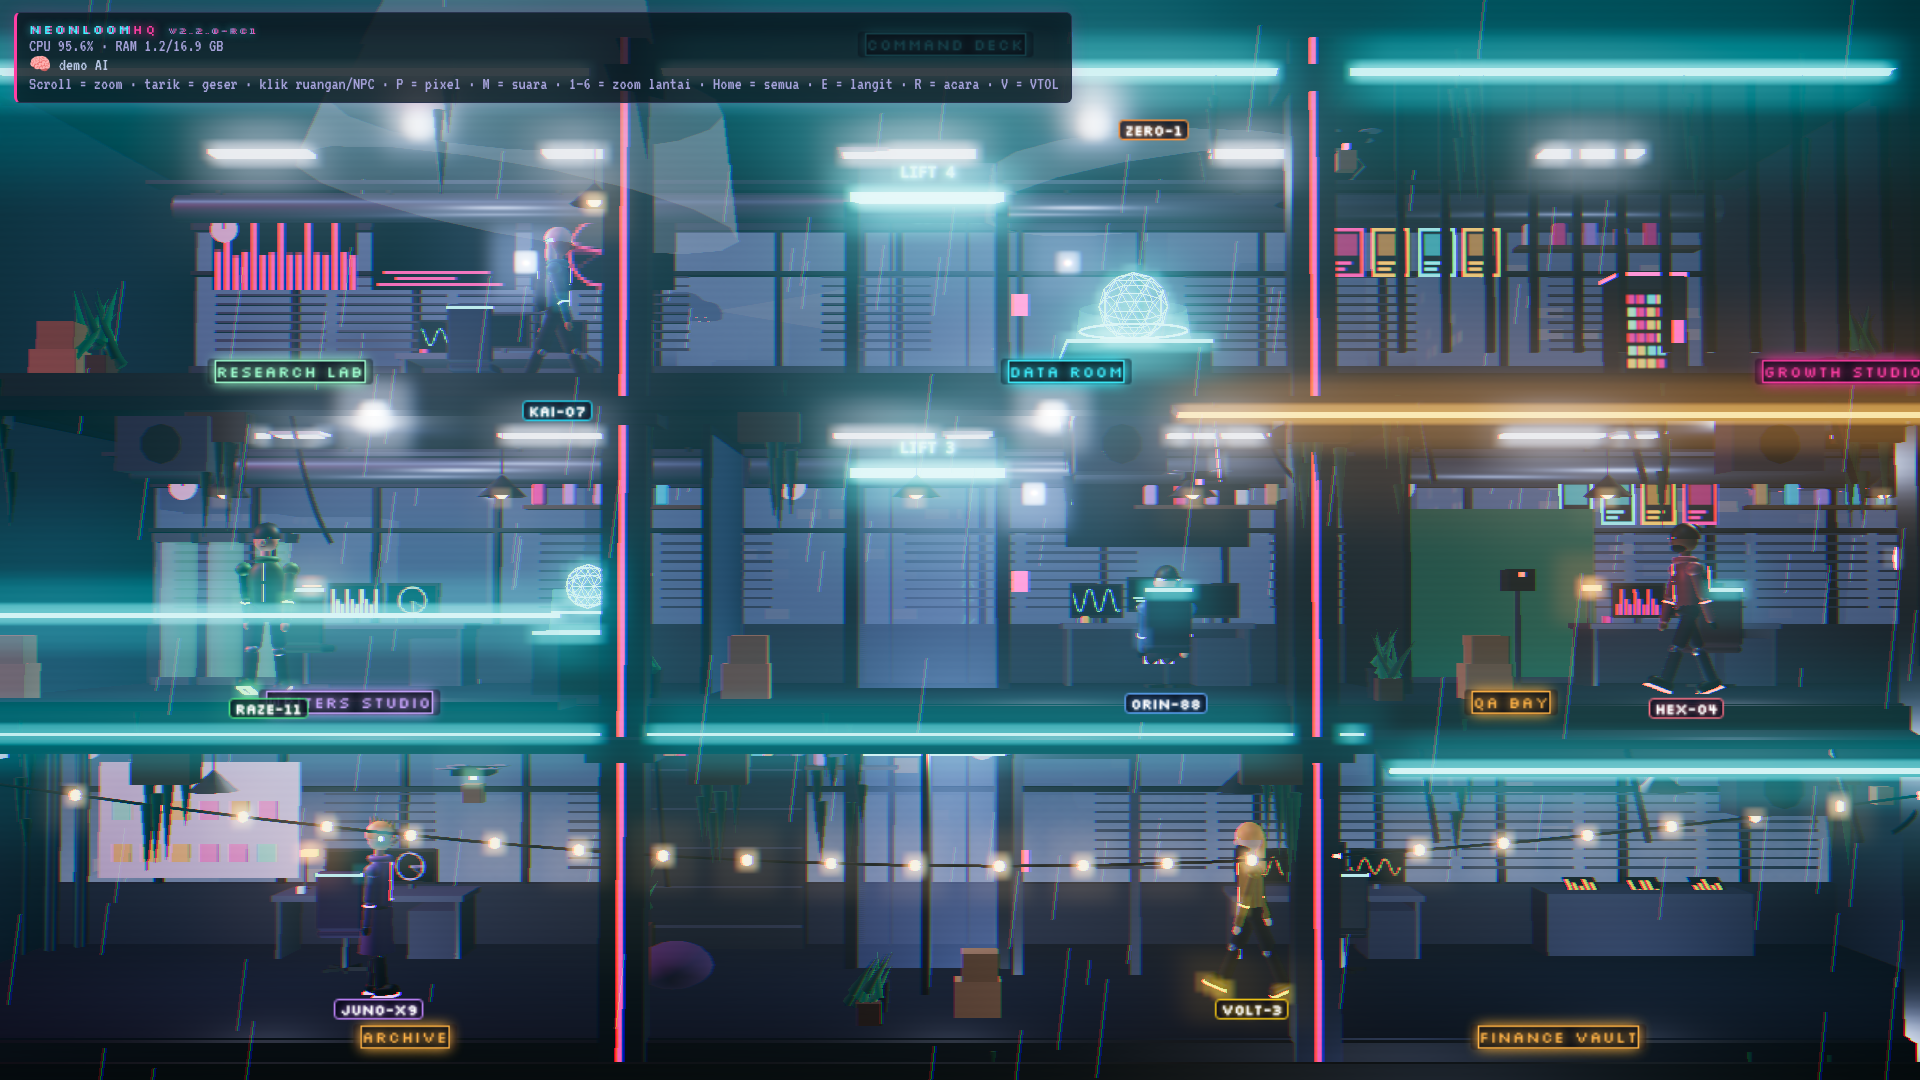 NEONLOOMHQ v2.2.0-RC1
CPU 95.6% · RAM 1.2/16.9 GB
demo AI
Scroll = zoom · tarik = geser · klik ruangan/NPC · P = pixel · M = suara · 1-6 = zoom lantai · Home = semua · E = langit · R = acara · V = VTOL
COMMAND DECK
ZERO-1
LIFT 4
RESEARCH LAB
DATA ROOM
GROWTH STUDIO
KAI-07
LIFT 3
RAZE-11
TERS STUDIO
ORIN-88
QA BAY
HEX-04
JUNO-X9
VOLT-3
ARCHIVE
FINANCE VAULT